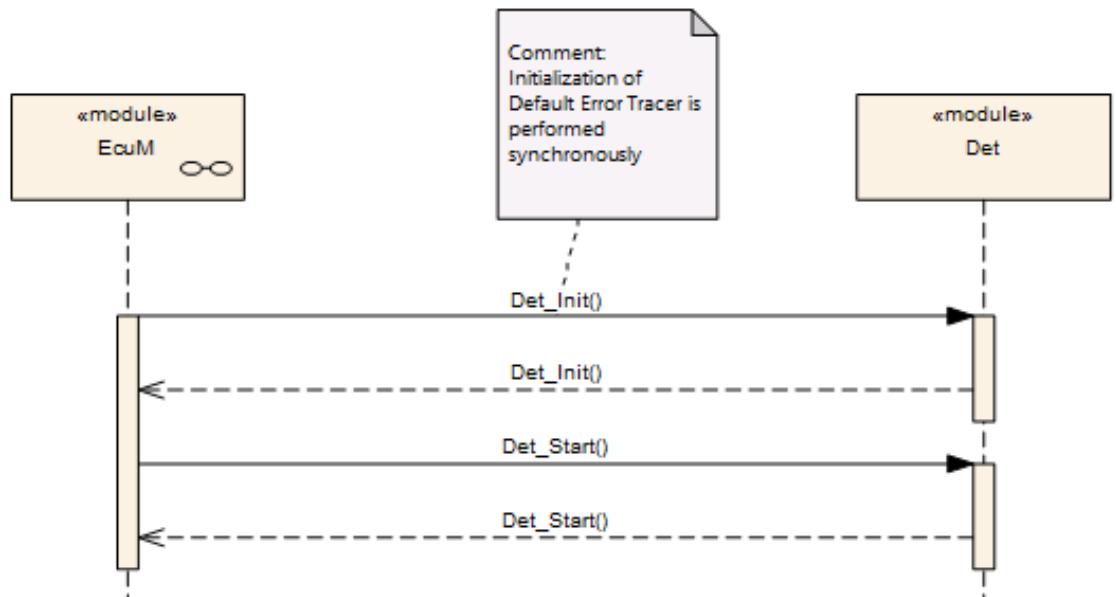 Comment:
Initialization of
Default Error Tracer is
performed
synchronously
«module»
EcuM
«module»
Det
Det_Init()
Det_Init()
Det_Start()
Det_Start()